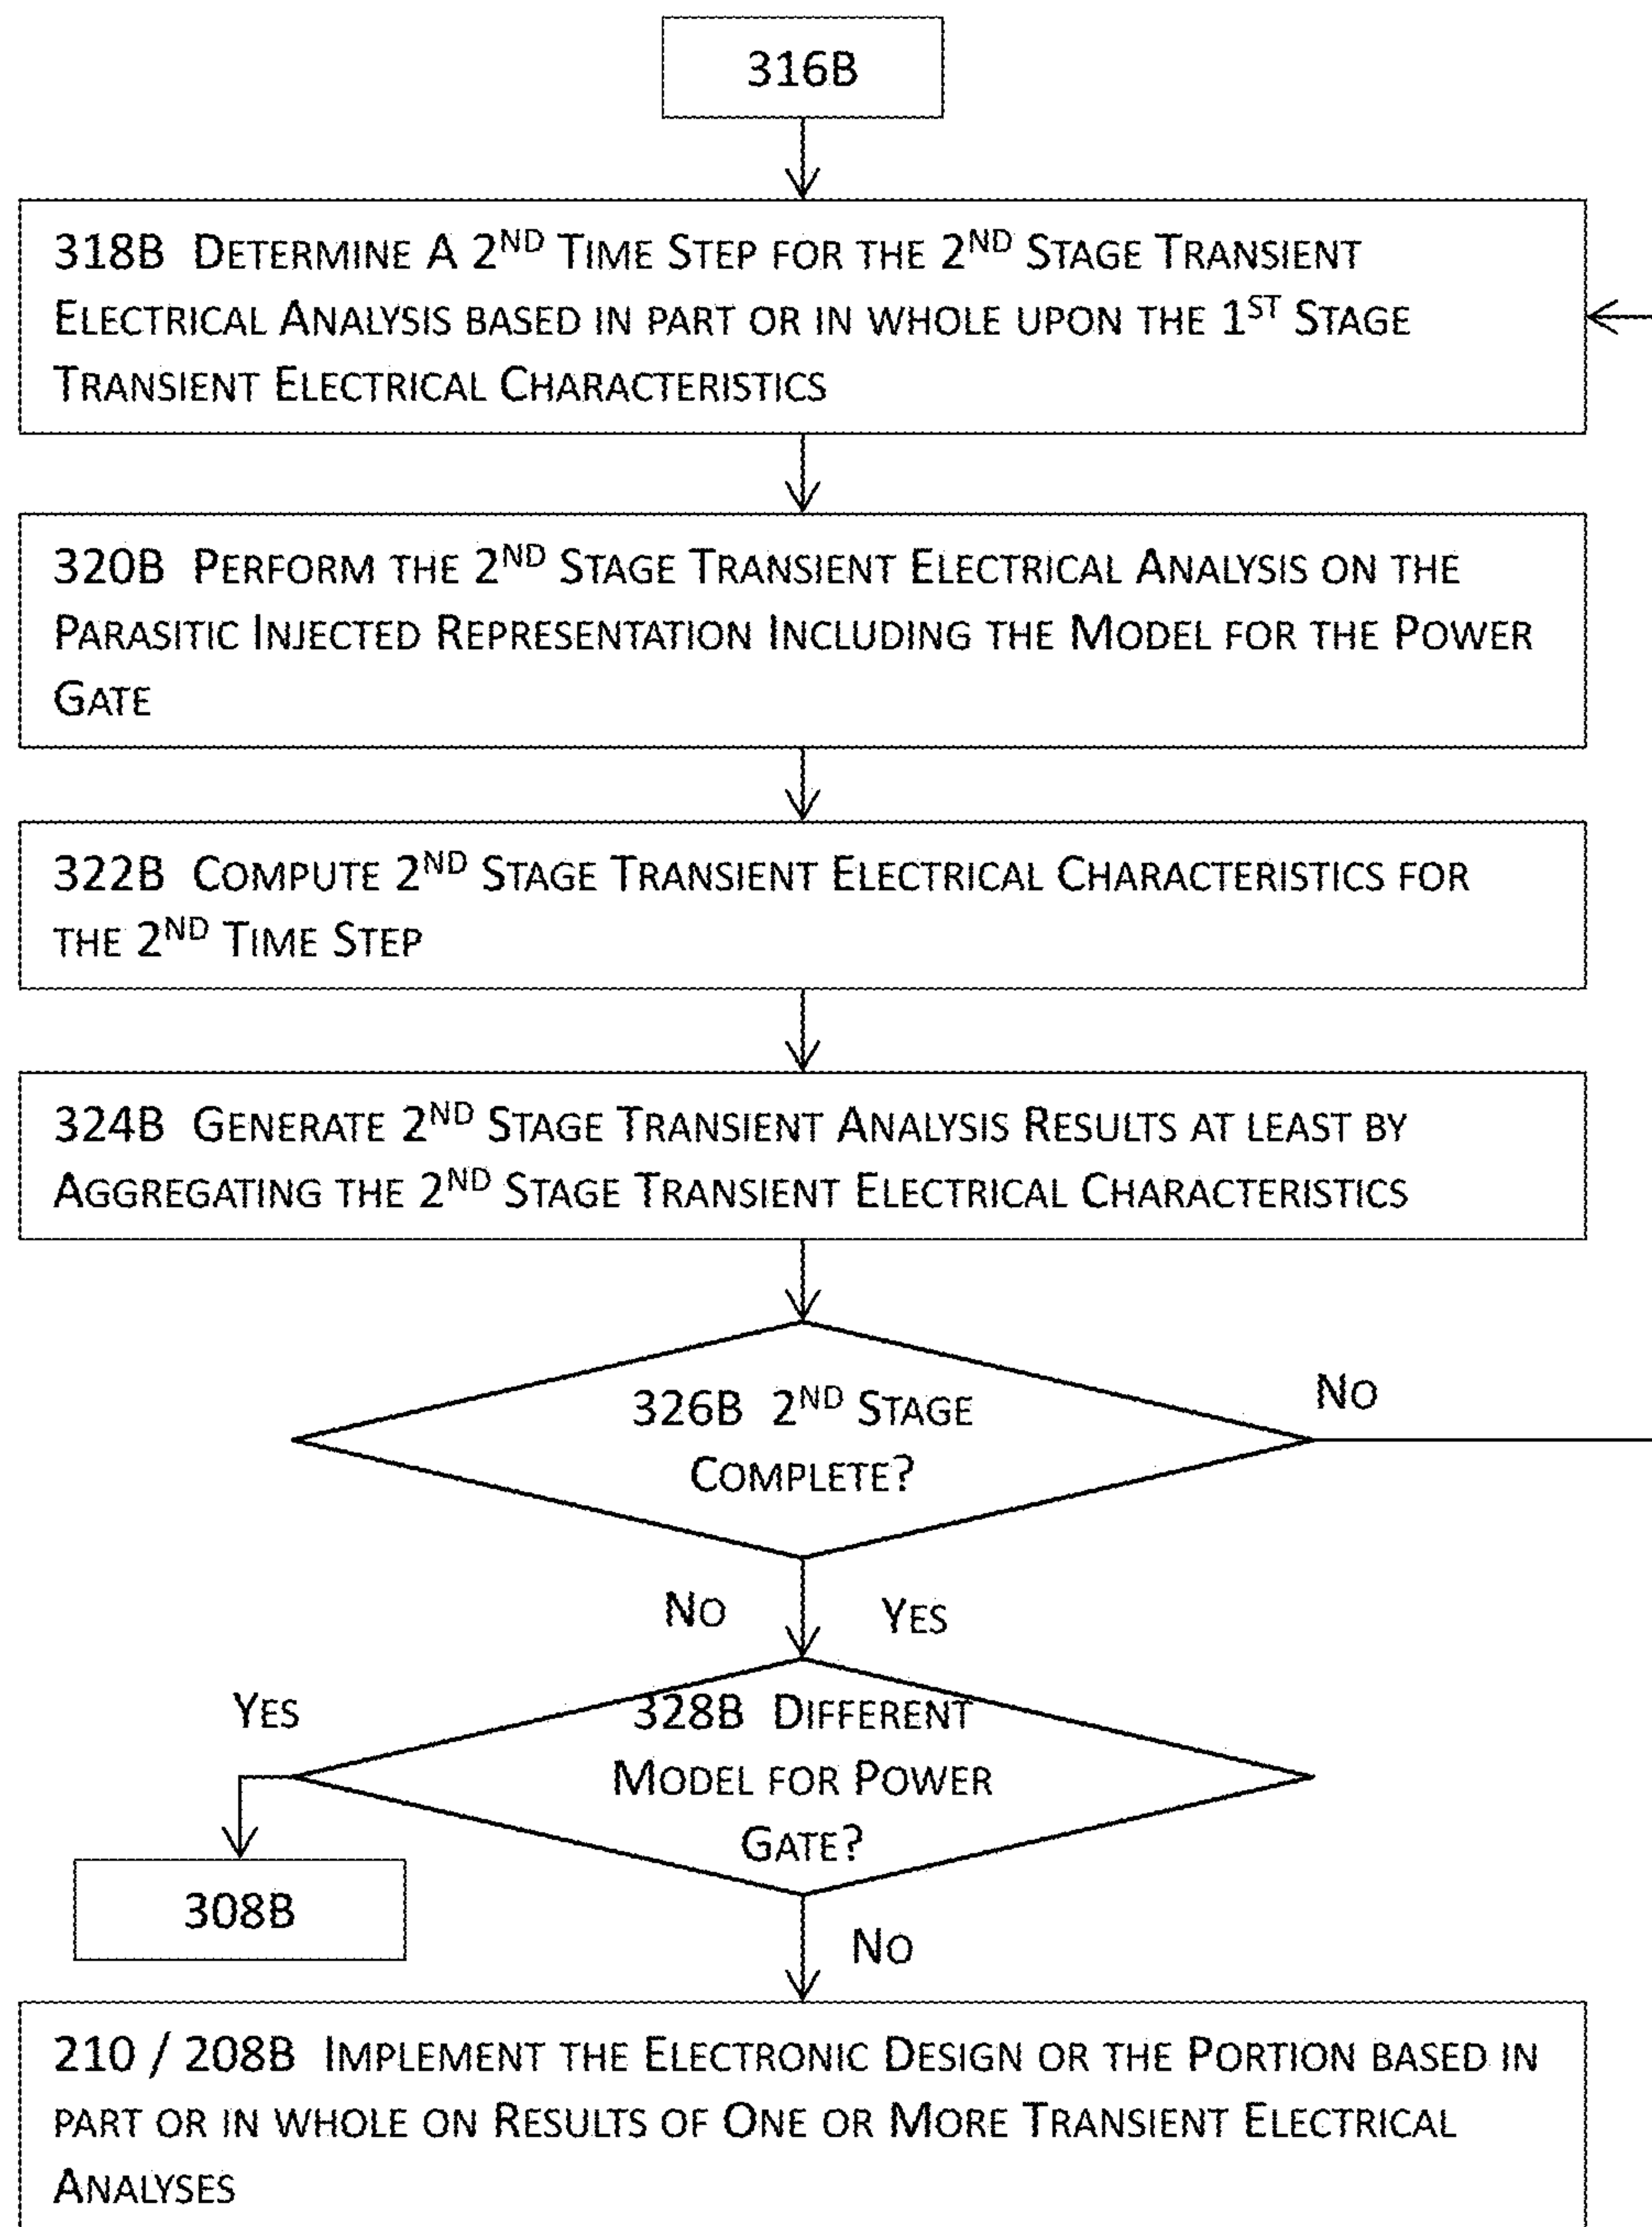 316B
318B DETERMINE A 2ND TIME STEP FOR THE 2ND STAGE TRANSIENT
ELECTRICAL ANALYSIS BASED IN PART OR IN WHOLE UPON THE 1ST STAGE
TRANSIENT ELECTRICAL CHARACTERISTICS
320B PERFORM THE 2ND STAGE TRANSIENT ELECTRICAL ANALYSIS ON THE
PARASITIC INJECTED REPRESENTATION INCLUDING THE MODEL FOR THE POWER
GATE
322B COMPUTE 2ND STAGE TRANSIENT ELECTRICAL CHARACTERISTICS FOR
THE 2ND TIME STEP
324B GENERATE 2ND STAGE TRANSIENT ANALYSIS RESULTS AT LEAST BY
AGGREGATING THE 2ND STAGE TRANSIENT ELECTRICAL CHARACTERISTICS
326B 2ND STAGE
COMPLETE?
NO
NO
YES
YES
328B DIFFERENT
MODEL FOR POWER
GATE?
308B
NO
210 / 208B IMPLEMENT THE ELECTRONIC DESIGN OR THE PORTION BASED IN
PART OR IN WHOLE ON RESULTS OF ONE OR MORE TRANSIENT ELECTRICAL
ANALYSES